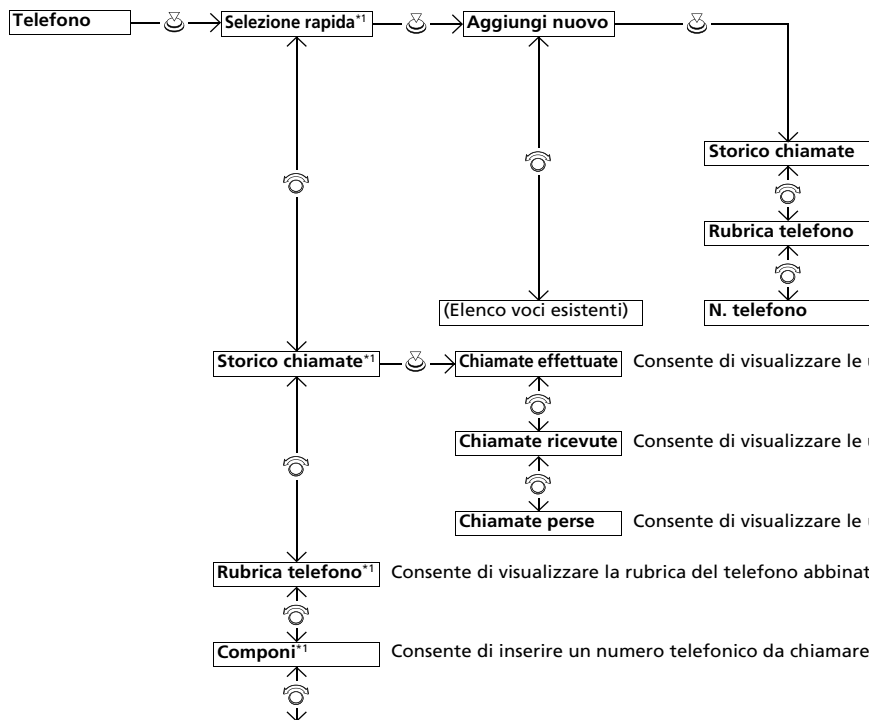 Telefono
Selezione rapida*1
Aggiungi nuovo
Storico chiamate
Rubrica telefono
(Elenco voci esistenti)
N. telefono
Storico chiamate*1
Chiamate effettuate
Consente di visualizzare le
Chiamate ricevute
Consente di visualizzare le
Chiamate perse
Consente di visualizzare le
Rubrica telefono*1
Consente di visualizzare la rubrica del telefono abbinat
Componi*1
Consente di inserire un numero telefonico da chiamare